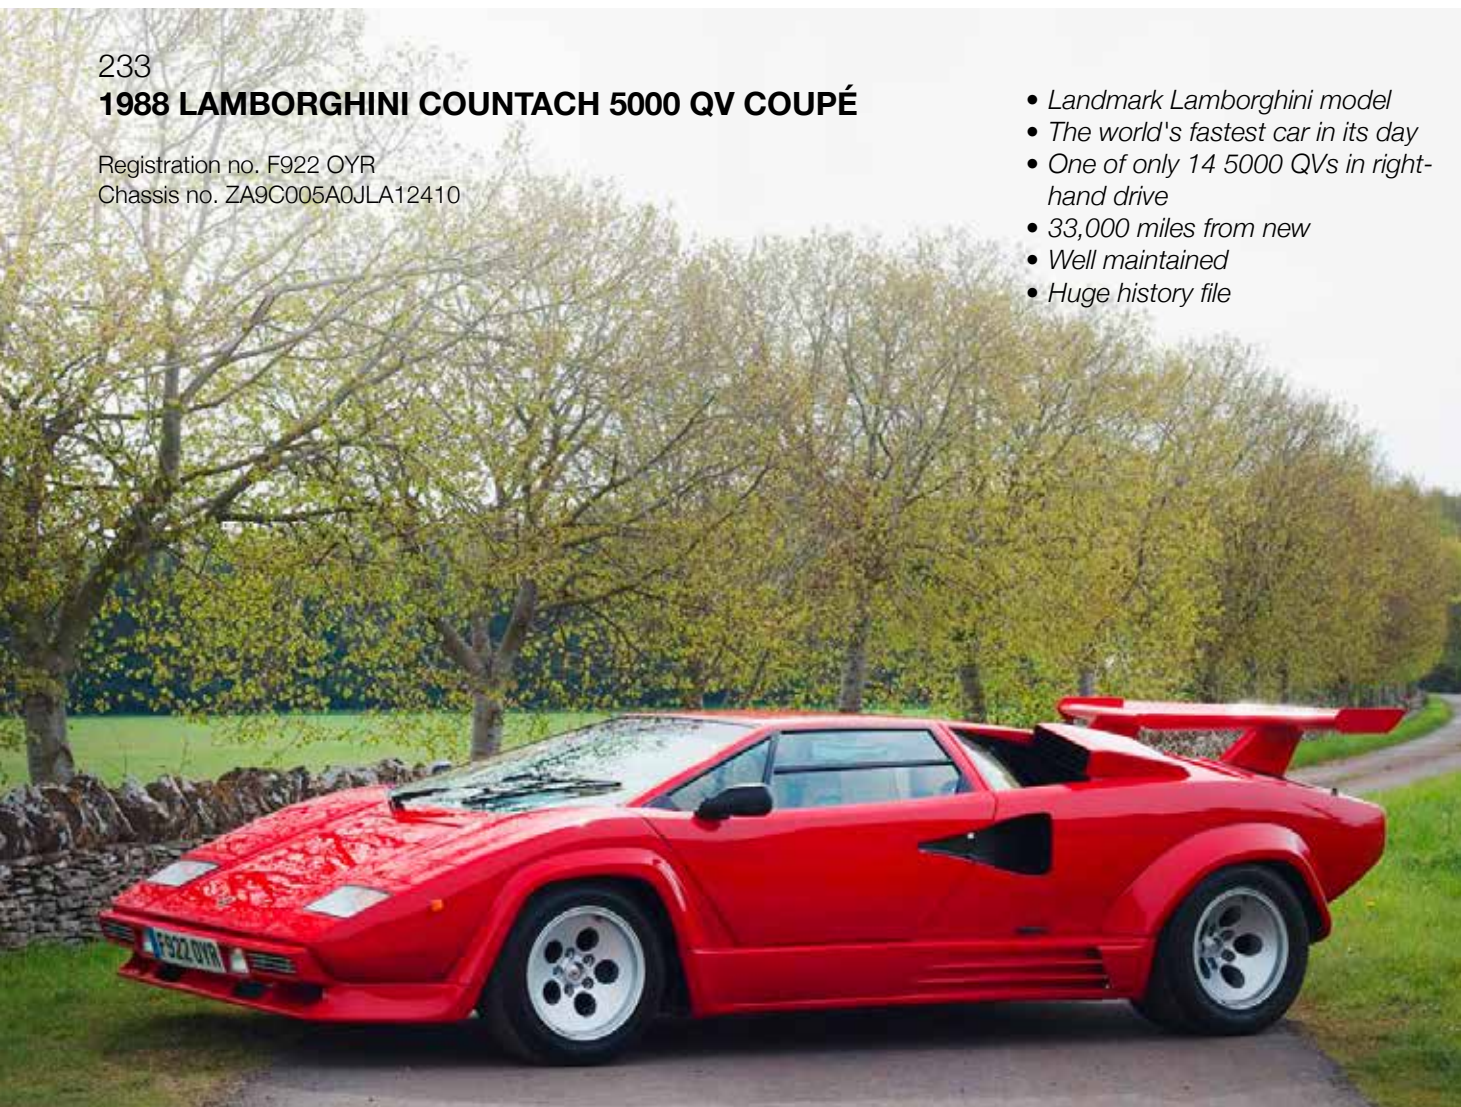 233
1988 LAMBORGHINI COUNTACH 5000 QV COUPÉ
Registration no. F922 OYR
Chassis no. ZA9C005A0JLA12410
• Landmark Lamborghini model
• The world's fastest car in its day
• One of only 14 5000 QVs in right-
hand drive
• 33,000 miles from new
• Well maintained
• Huge history file
F922 OYR